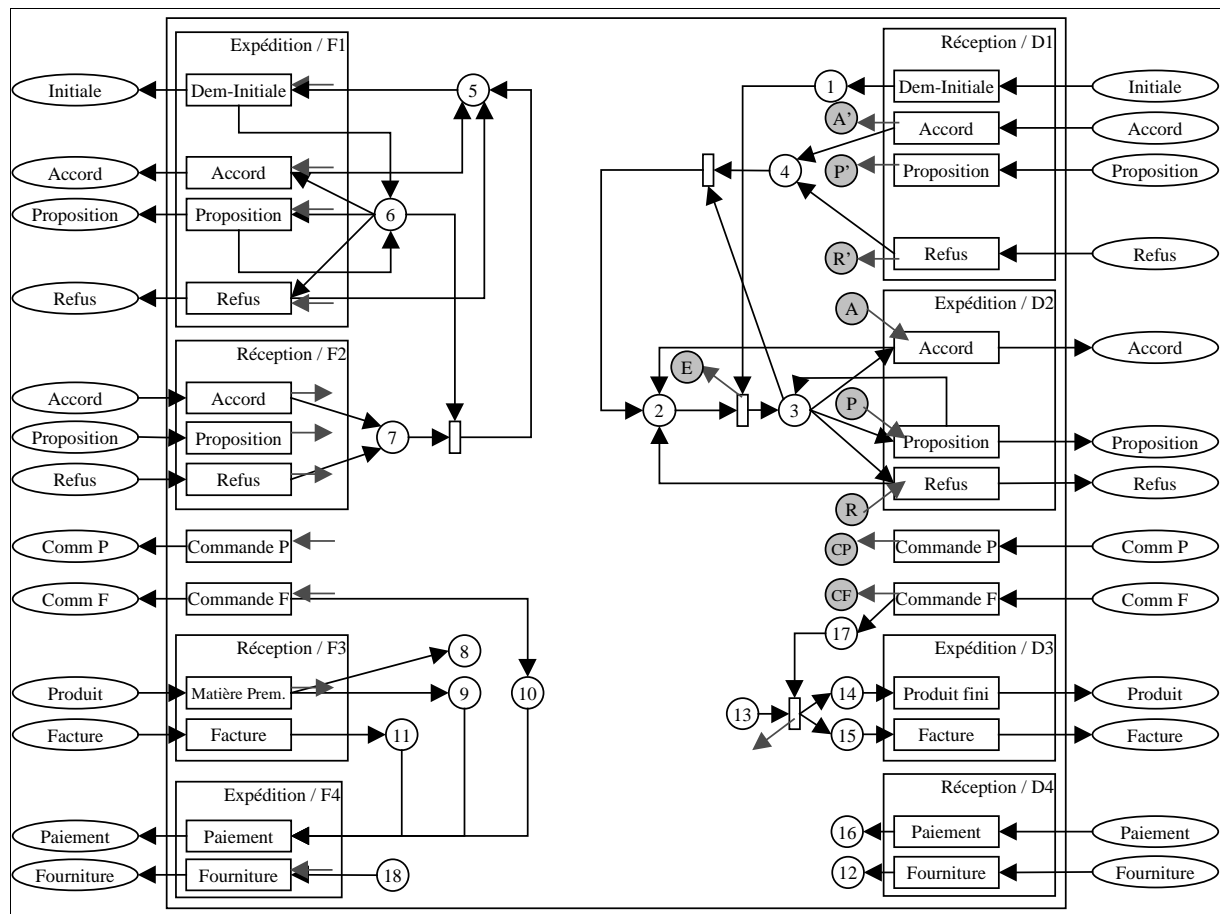 Expédition / F1
Initiale
Dem-Initiale
5
Accord
Accord
Proposition
Proposition
6
Refus
Refus
Réception / F2
Accord
Accord
Proposition
Proposition
7
Refus
Refus
Comm P
Commande P
Comm F
Commande F
Réception / F3
8
Produit
Matière Prem.
9
10
Facture
Facture
11
Expédition / F4
Paiement
Paiement
Fourniture
Fourniture
18
Réception / D1
1
Dem-Initiale
Initiale
A'
Accord
Accord
4
P'
Proposition
Proposition
R'
Refus
Refus
Expédition / D2
A
Accord
Accord
E
2
3
P
Proposition
Proposition
Refus
Refus
R
CP
Commande P
Comm P
CF
Commande F
Comm F
17
Expédition / D3
14
Produit fini
Produit
13
15
Facture
Facture
Réception / D4
16
Paiement
Paiement
12
Fourniture
Fourniture